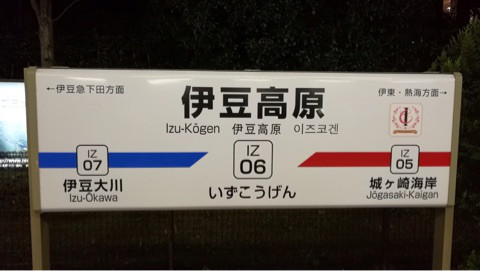 ←伊豆急下田方面
伊豆高原
伊東・熱海方面→
Izu-Kōgen 伊豆高原 이즈코겐
IZ
07
IZ
06
IZ
05
伊豆大川
いずこうげん
城ヶ崎海岸
Izu-Ōkawa
Jōgasaki-Kaigan